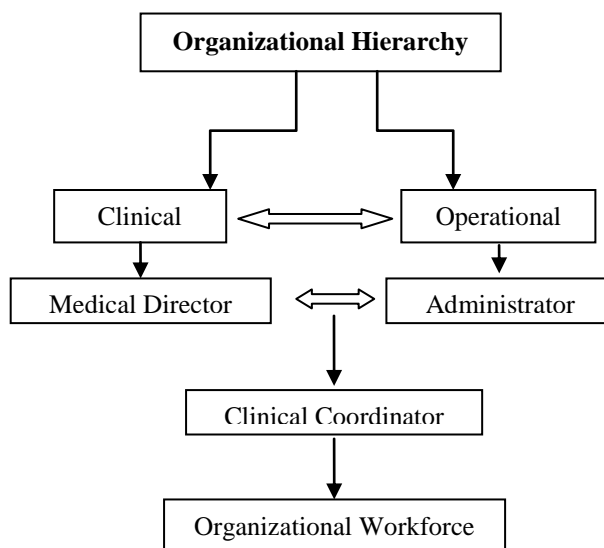 Organizational Hierarchy
Clinical
Operational
Medical Director
Administrator
Clinical Coordinator
Organizational Workforce